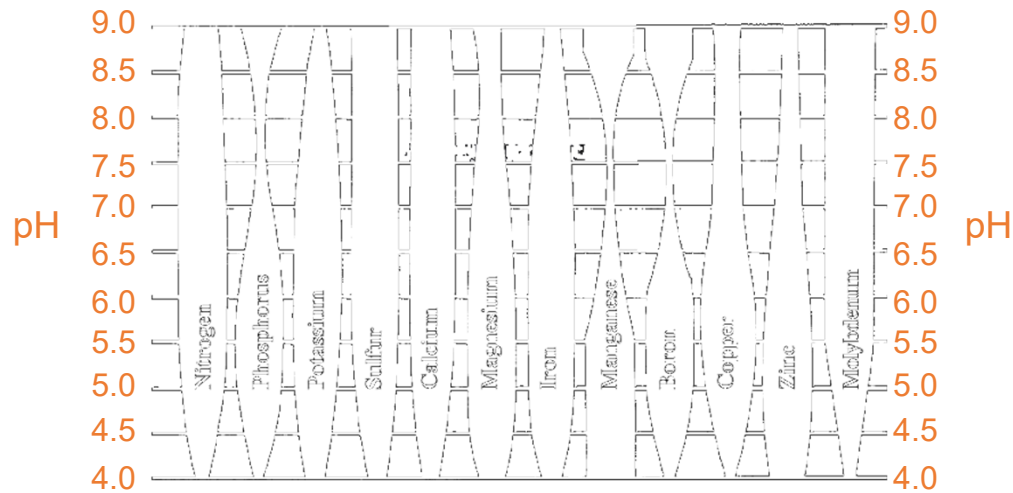 9.0 9.0
8.5 8.5
8.0 8.0
7.5 7.5
7.0 7.0
pH pH
6.5 6.5
6.0 6.0
5.5 5.5
5.0 5.0
4.5 4.5
4.0 4.0
Nitrogen
Phosphorus
Potassium
Sulfur
Calcium
Magnesium
Iron
Manganese
Boron
Copper
Zinc
Molybdenum